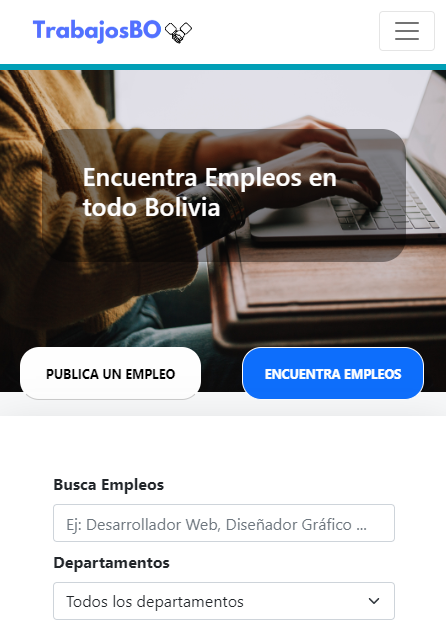 TrabajosBO
Encuentra Empleos en
todo Bolivia
PUBLICA UN EMPLEO
ENCUENTRA EMPLEOS
Busca Empleos
Ej: Desarrollador Web, Diseñador Gráfico ...
Departamentos
Todos los departamentos